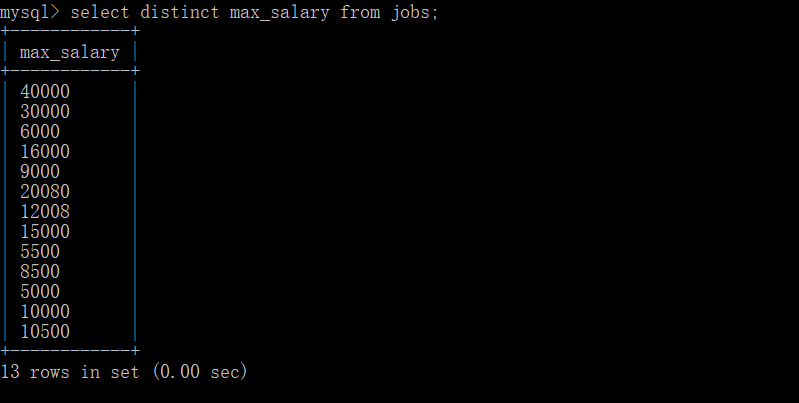 mysql> select distinct max_salary from jobs;
+------------+
| max_salary |
+------------+
| 40000      |
| 30000      |
| 6000       |
| 16000      |
| 9000       |
| 20080      |
| 12008      |
| 15000      |
| 5500       |
| 8500       |
| 5000       |
| 10000      |
| 10500      |
+------------+
13 rows in set (0.00 sec)